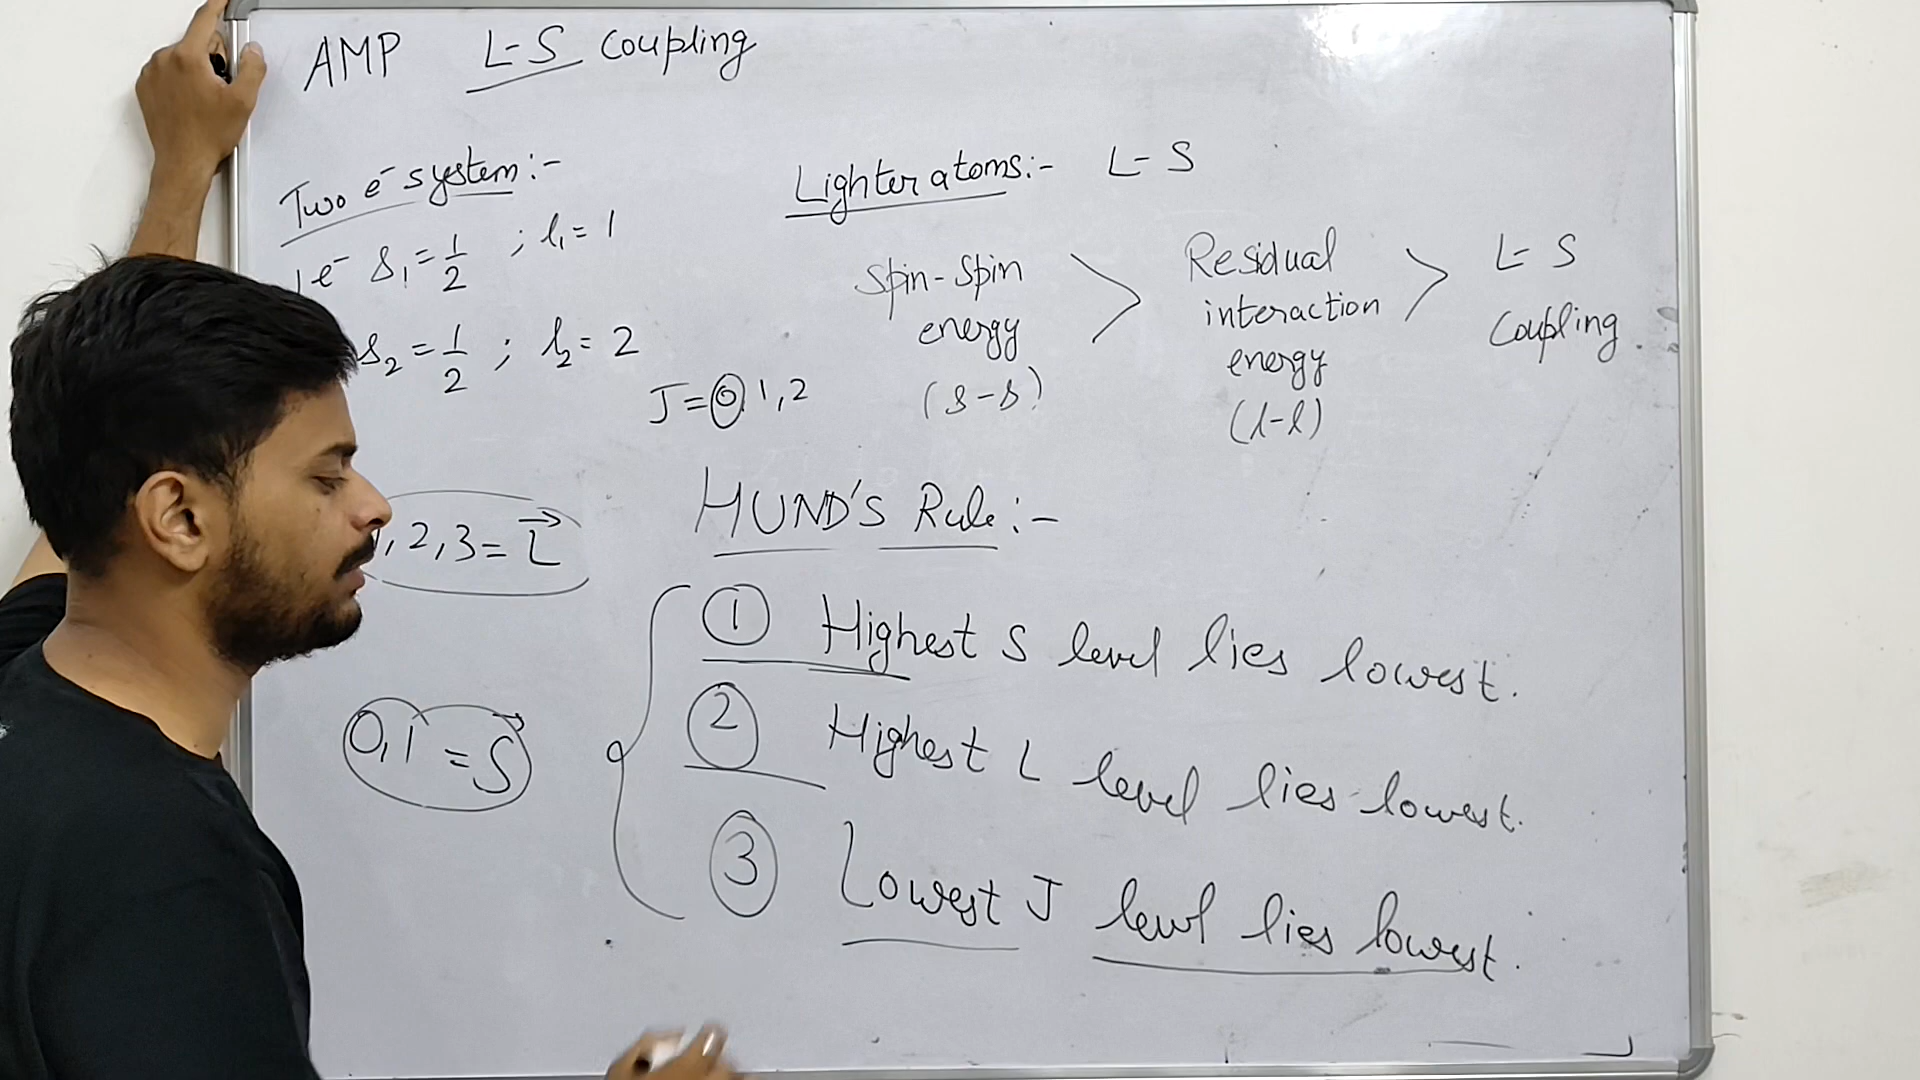 AMP L-S Coupling
Two e⁻ system:-
1e⁻ s₁ = 1/2 ; l₁ = 1
s₂ = 1/2 ; l₂ = 2
J = 0, 1, 2
1, 2, 3 = L⃗
0, 1 = S⃗
Lighter atoms:- L-S
Spin-Spin energy (s-s) > Residual interaction energy (l-l) > L-S Coupling
HUND'S Rule:-
① Highest S level lies lowest.
② Highest L level lies lowest.
③ Lowest J level lies lowest.